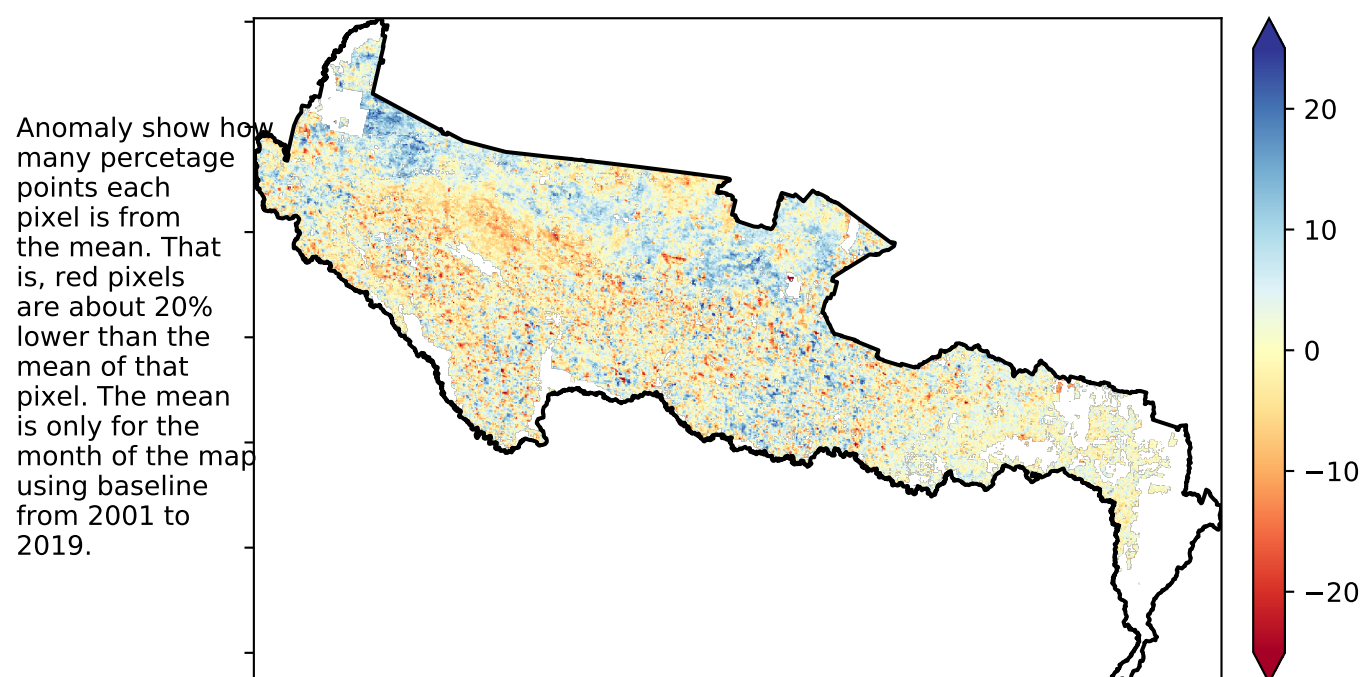 Anomaly show how
many percetage
points each
pixel is from
the mean. That
is, red pixels
are about 20%
lower than the
mean of that
pixel. The mean
is only for the
month of the map
using baseline
from 2001 to
2019.
20
10
0
−10
−20